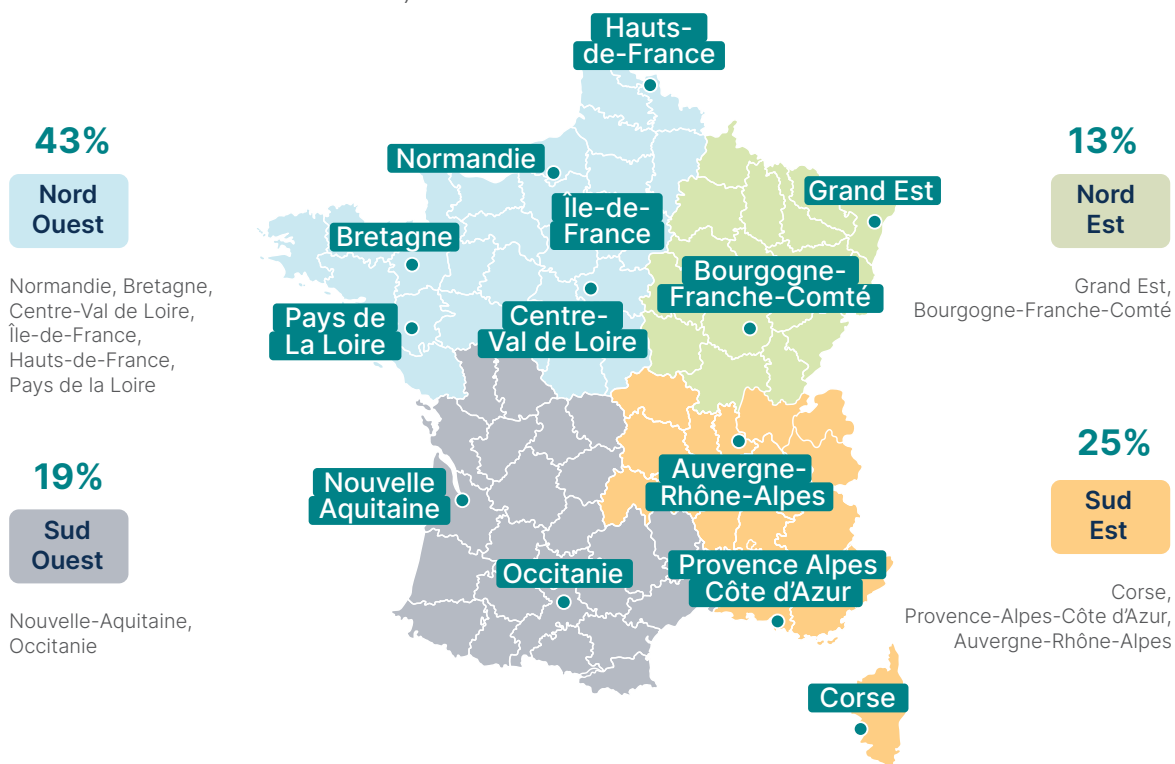 Hauts-
de-France
43%
Nord
Ouest
Normandie, Bretagne,
Centre-Val de Loire,
Île-de-France,
Hauts-de-France,
Pays de la Loire
Normandie
Île-de-
France
Bretagne
Pays de
La Loire
Centre-
Val de Loire
13%
Nord
Est
Grand Est,
Bourgogne-Franche-Comté
Grand Est
Bourgogne-
Franche-Comté
19%
Sud
Ouest
Nouvelle-Aquitaine,
Occitanie
Nouvelle
Aquitaine
Occitanie
25%
Sud
Est
Corse,
Provence-Alpes-Côte d'Azur,
Auvergne-Rhône-Alpes
Auvergne-
Rhône-Alpes
Provence Alpes
Côte d'Azur
Corse